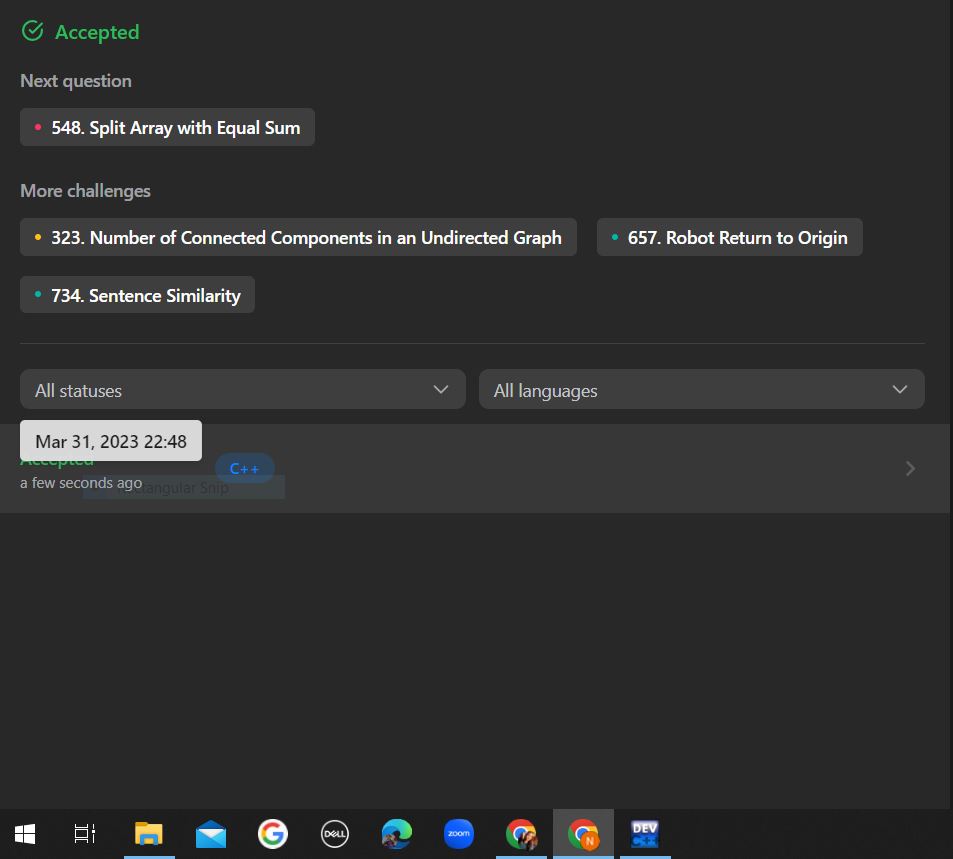 Accepted
Next question
548. Split Array with Equal Sum
More challenges
323. Number of Connected Components in an Undirected Graph
657. Robot Return to Origin
734. Sentence Similarity
All statuses
All languages
Mar 31, 2023 22:48
Accepted
C++
a few seconds ago
Rectangular Snip
DELL
zoom
N
DEV
C++